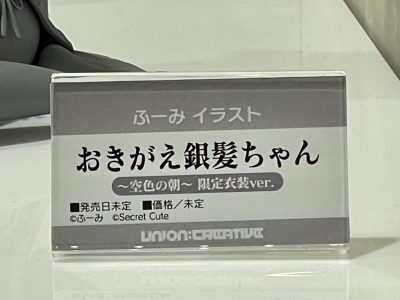 ふーみ イラスト
おきがえ銀髪ちゃん
～空色の朝～ 限定衣装ver.
■発売日未定 ■価格／未定
©ふーみ ©Secret Cute
UNION:CREATIVE